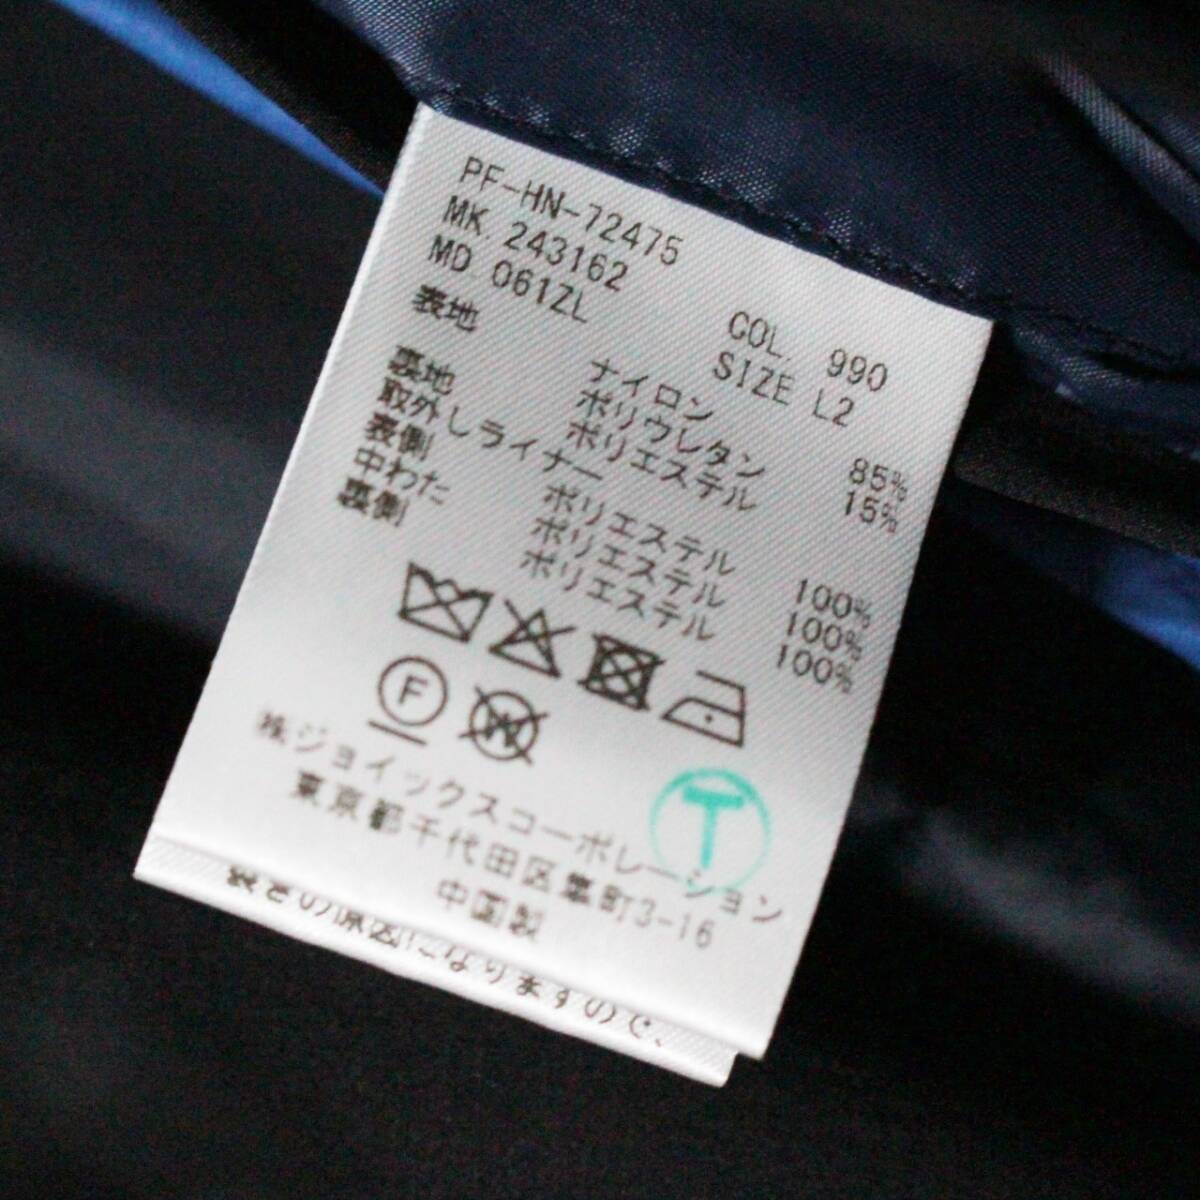 PF-HN-72475
MK. 243162
MD 061ZL
COL. 990
SIZE L2
表地 ナイロン 85%
ポリウレタン 15%
裏地 ポリエステル
取外しライナー
表側 ポリエステル 100%
中わた ポリエステル 100%
裏側 ポリエステル 100%
F W
㈱ジョイックスコーポレーション
東京都千代田区隼町3-16
中国製
T
の原因になりますので、